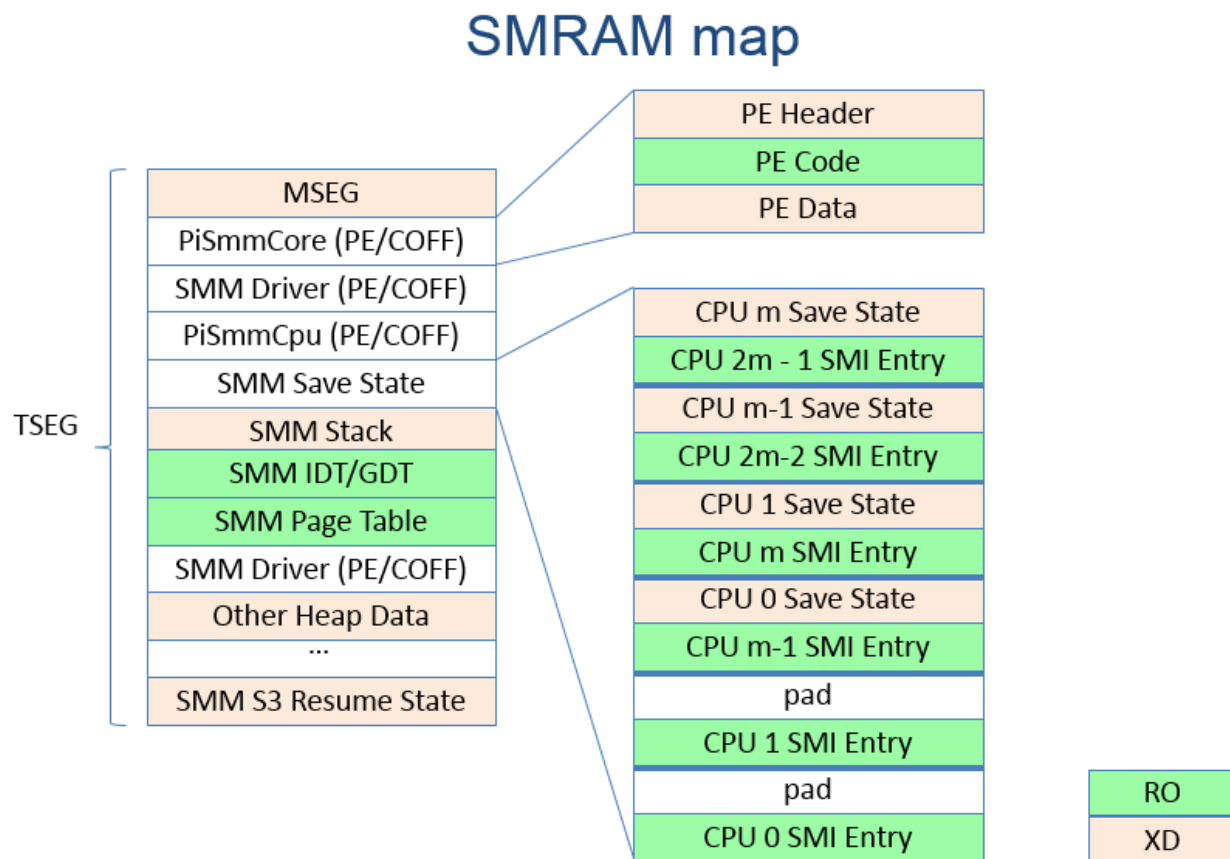 SMRAM map
TSEG
MSEG
PiSmmCore (PE/COFF)
SMM Driver (PE/COFF)
PiSmmCpu (PE/COFF)
SMM Save State
SMM Stack
SMM IDT/GDT
SMM Page Table
SMM Driver (PE/COFF)
Other Heap Data
...
SMM S3 Resume State
PE Header
PE Code
PE Data
CPU m Save State
CPU 2m - 1 SMI Entry
CPU m-1 Save State
CPU 2m-2 SMI Entry
CPU 1 Save State
CPU m SMI Entry
CPU 0 Save State
CPU m-1 SMI Entry
pad
CPU 1 SMI Entry
pad
CPU 0 SMI Entry
RO
XD